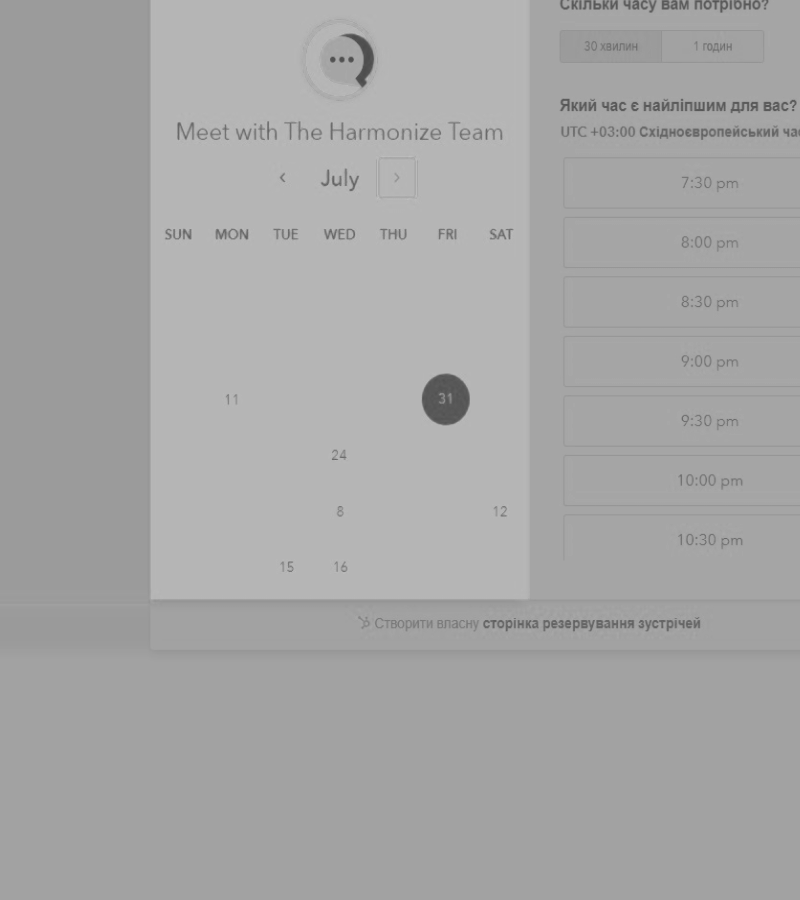 Meet with The Harmonize Team
July
SUN MON TUE WED THU FRI SAT
11 31
24
8 12
15 16
Скільки часу вам потрібно?
30 хвилин 1 годин
Який час є найліпшим для вас?
UTC +03:00 Східноєвропейський
7:30 pm
8:00 pm
8:30 pm
9:00 pm
9:30 pm
10:00 pm
10:30 pm
Створити власну сторінка резервування зустрічей